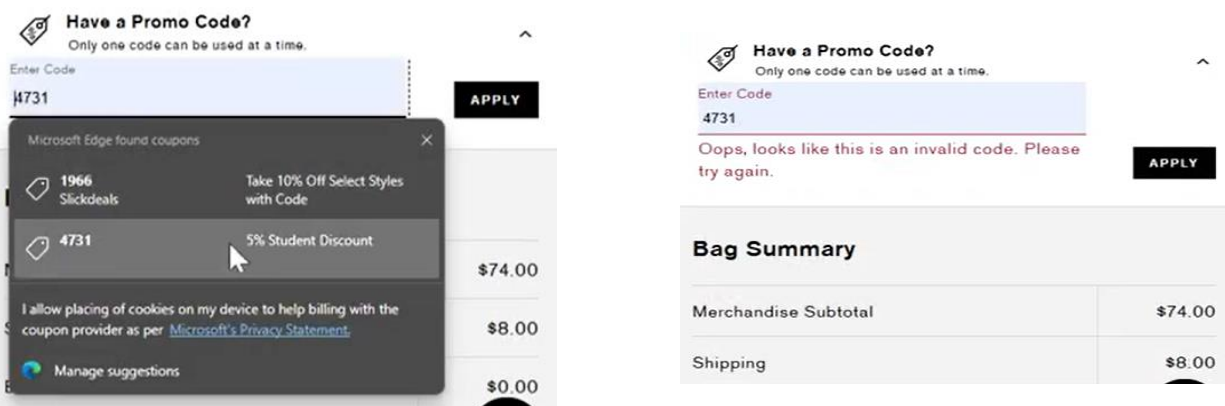 Have a Promo Code?
Only one code can be used at a time.
Enter Code
4731
APPLY
Microsoft Edge found coupons
1966
Slickdeals
Take 10% Off Select Styles
with Code
4731
5% Student Discount
I allow placing of cookies on my device to help billing with the
coupon provider as per Microsoft's Privacy Statement.
Manage suggestions
$74.00
$8.00
$0.00
Have a Promo Code?
Only one code can be used at a time.
Enter Code
4731
Oops, looks like this is an invalid code. Please
try again.
APPLY
Bag Summary
Merchandise Subtotal
$74.00
Shipping
$8.00